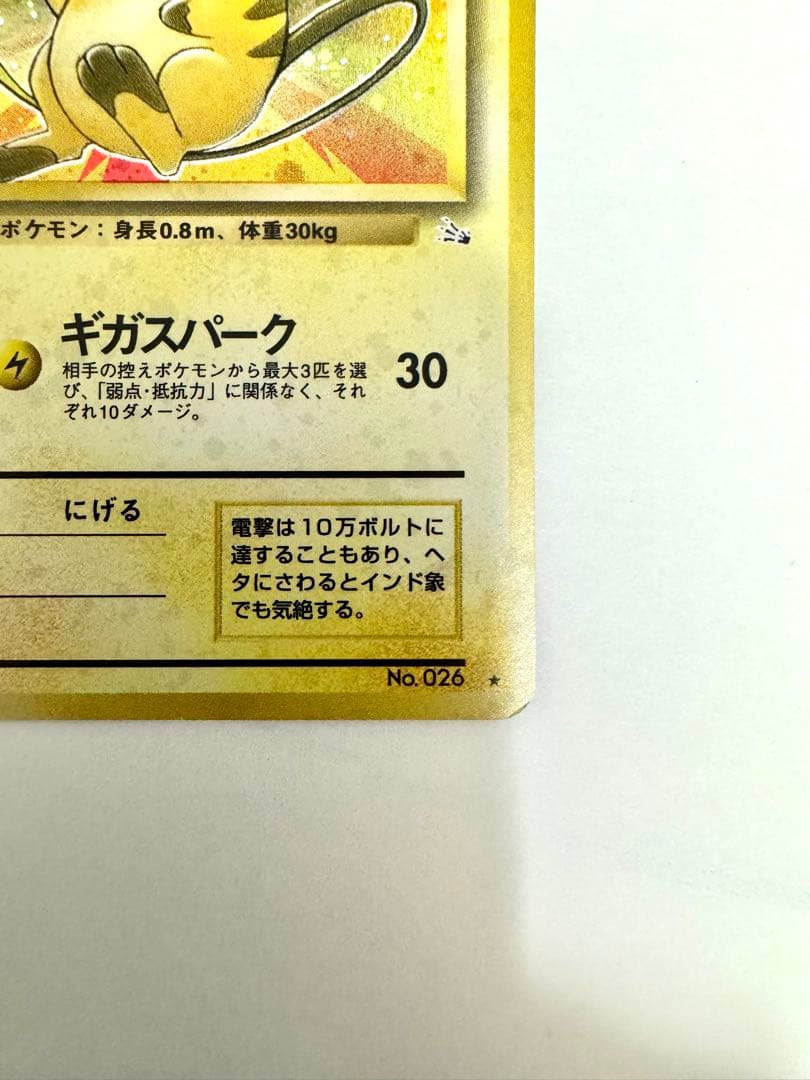 ポケモン：身長0.8m、体重30kg
ギガスパーク
相手の控えポケモンから最大3匹を選
び、「弱点・抵抗力」に関係なく、それ
ぞれ10ダメージ。
30
にげる
電撃は10万ボルトに
達することもあり、ヘ
タにさわるとインド象
でも気絶する。
No. 026 ★